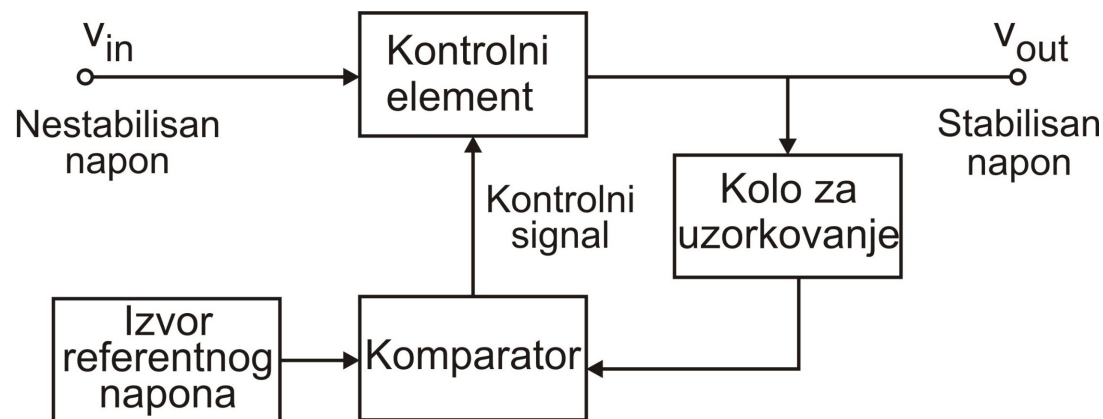 v_in
Kontrolni
element
v_out
Nestabilisan
napon
Stabilisan
napon
Kontrolni
signal
Kolo za
uzorkovanje
Izvor
referentnog
napona
Komparator